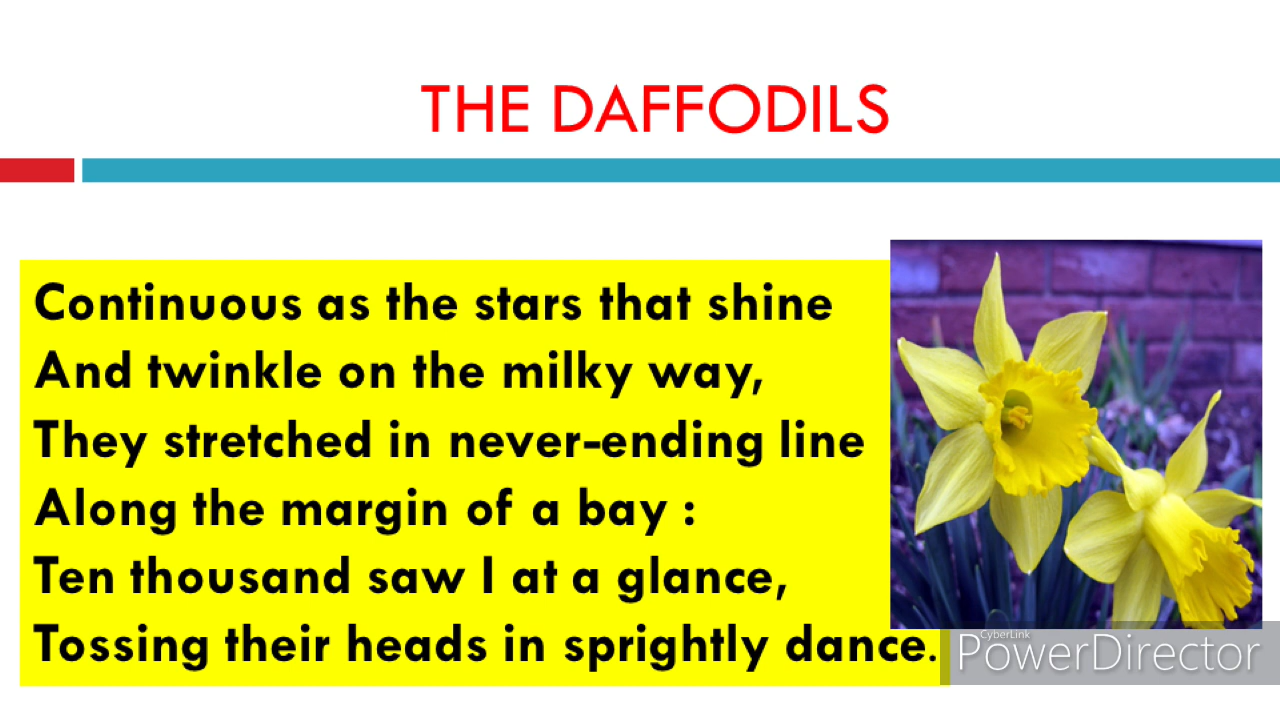 THE DAFFODILS
Continuous as the stars that shine
And twinkle on the milky way,
They stretched in never-ending line
Along the margin of a bay :
Ten thousand saw I at a glance,
Tossing their heads in sprightly dance.
CyberLink
PowerDirector